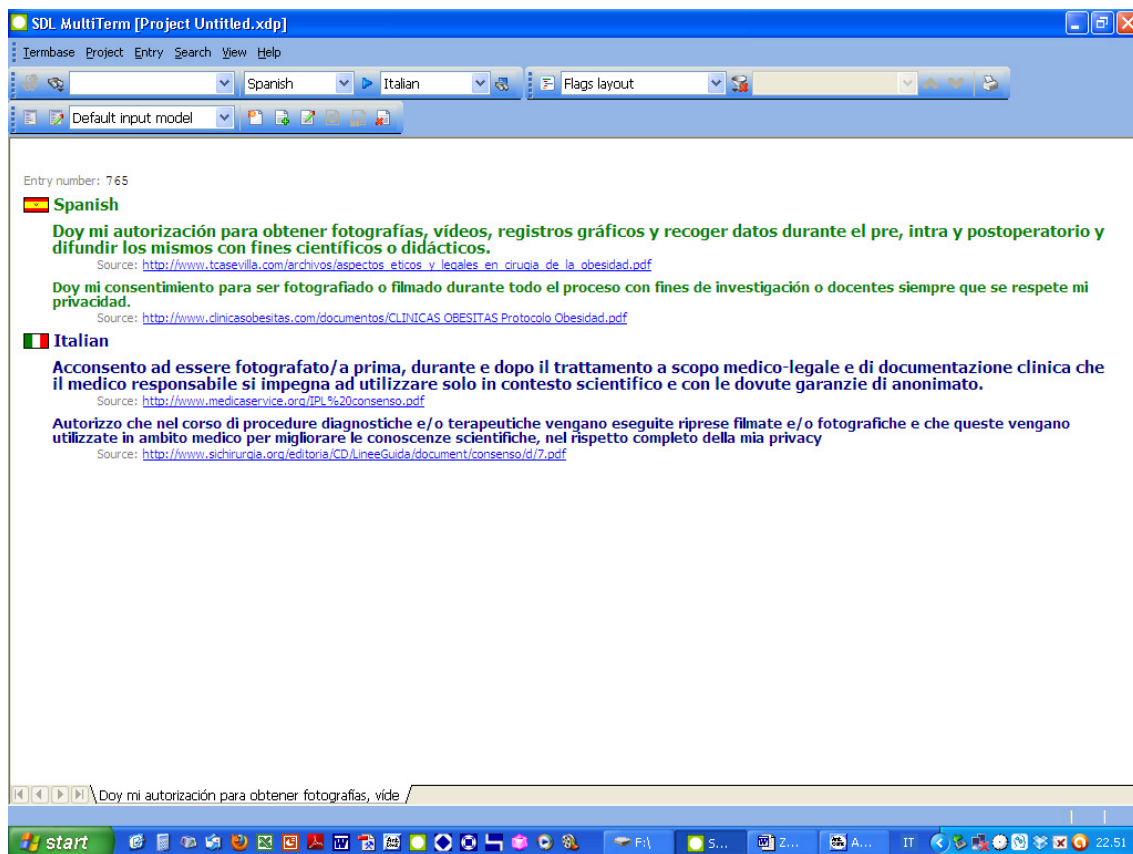 SDL MultiTerm [Project Untitled.xdp]
Termbase Project Entry Search View Help
Spanish Italian Flags layout
Default input model
Entry number: 765
Spanish
Doy mi autorización para obtener fotografías, vídeos, registros gráficos y recoger datos durante el pre, intra y postoperatorio y
difundir los mismos con fines científicos o didácticos.
Source: http://www.tcasevilla.com/archivos/aspectos_eticos_y_legales_en_cirugia_de_la_obesidad.pdf
Doy mi consentimiento para ser fotografiado o filmado durante todo el proceso con fines de investigación o docentes siempre que se respete mi
privacidad.
Source: http://www.clinicasobesitas.com/documentos/CLINICAS OBESITAS Protocolo Obesidad.pdf
Italian
Acconsento ad essere fotografato/a prima, durante e dopo il trattamento a scopo medico-legale e di documentazione clinica che
il medico responsabile si impegna ad utilizzare solo in contesto scientifico e con le dovute garanzie di anonimato.
Source: http://www.medicaservice.org/IPL%20consenso.pdf
Autorizzo che nel corso di procedure diagnostiche e/o terapeutiche vengano eseguite riprese filmate e/o fotografiche e che queste vengano
utilizzate in ambito medico per migliorare le conoscenze scientifiche, nel rispetto completo della mia privacy
Source: http://www.sichirurgia.org/editoria/CD/LineeGuida/document/consenso/d/7.pdf
Doy mi autorización para obtener fotografías, víde
start F:\ S... Z... A... IT 22.51